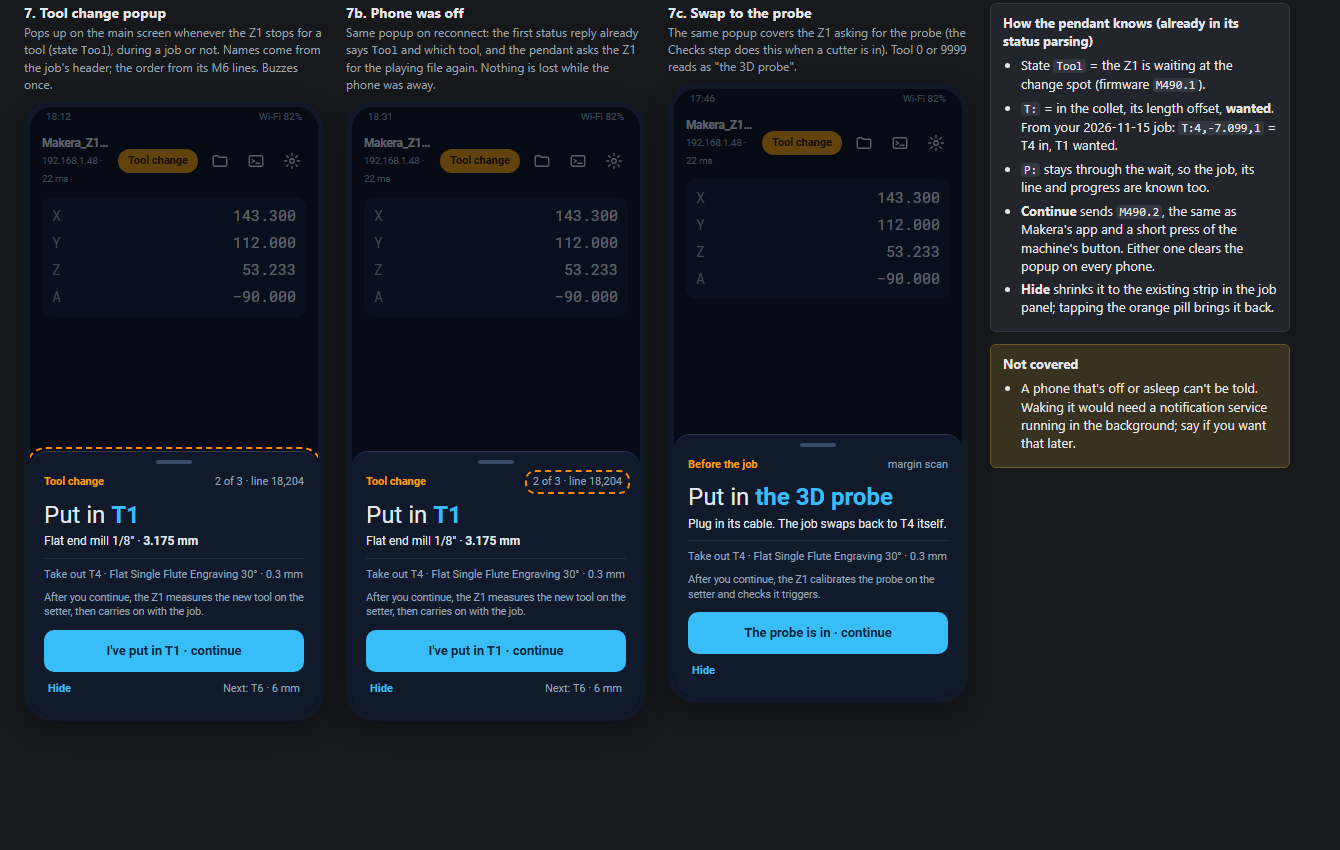 7. Tool change popup
Pops up on the main screen whenever the Z1 stops for a
tool (state Tool), during a job or not. Names come from
the job's header; the order from its M6 lines. Buzzes
once.
18:12
Wi-Fi 82%
Makera_Z1...
192.168.1.48 ·
22 ms
Tool change
X 143.300
Y 112.000
Z 53.233
A -90.000
Tool change
2 of 3 · line 18,204
Put in T1
Flat end mill 1/8" · 3.175 mm
Take out T4 · Flat Single Flute Engraving 30° · 0.3 mm
After you continue, the Z1 measures the new tool on the
setter, then carries on with the job.
I've put in T1 · continue
Hide
Next: T6 · 6 mm
7b. Phone was off
Same popup on reconnect: the first status reply already
says Tool and which tool, and the pendant asks the Z1
for the playing file again. Nothing is lost while the
phone was away.
18:31
Wi-Fi 82%
Makera_Z1...
192.168.1.48 ·
22 ms
Tool change
X 143.300
Y 112.000
Z 53.233
A -90.000
Tool change
2 of 3 · line 18,204
Put in T1
Flat end mill 1/8" · 3.175 mm
Take out T4 · Flat Single Flute Engraving 30° · 0.3 mm
After you continue, the Z1 measures the new tool on the
setter, then carries on with the job.
I've put in T1 · continue
Hide
Next: T6 · 6 mm
7c. Swap to the probe
The same popup covers the Z1 asking for the probe (the
Checks step does this when a cutter is in). Tool 0 or 9999
reads as "the 3D probe".
17:46
Wi-Fi 82%
Makera_Z1...
192.168.1.48 ·
22 ms
Tool change
X 143.300
Y 112.000
Z 53.233
A -90.000
Before the job
margin scan
Put in the 3D probe
Plug in its cable. The job swaps back to T4 itself.
Take out T4 · Flat Single Flute Engraving 30° · 0.3 mm
After you continue, the Z1 calibrates the probe on the
setter and checks it triggers.
The probe is in · continue
Hide
How the pendant knows (already in its
status parsing)
• State Tool = the Z1 is waiting at the
change spot (firmware M490.1).
• T: = in the collet, its length offset, wanted.
From your 2026-11-15 job: T:4,-7.099,1 =
T4 in, T1 wanted.
• P: stays through the wait, so the job, its
line and progress are known too.
• Continue sends M490.2, the same as
Makera's app and a short press of the
machine's button. Either one clears the
popup on every phone.
• Hide shrinks it to the existing strip in the job
panel; tapping the orange pill brings it back.
Not covered
• A phone that's off or asleep can't be told.
Waking it would need a notification service
running in the background; say if you want
that later.